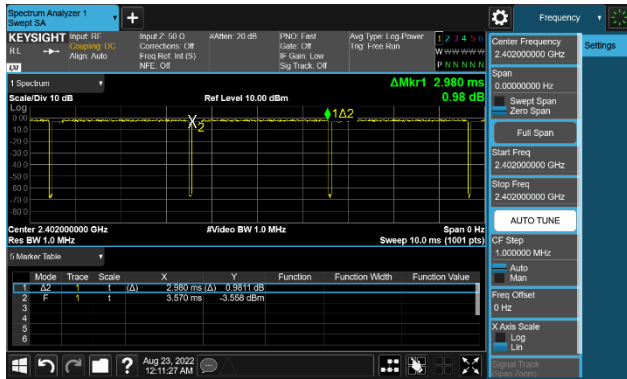 Spectrum Analyzer 1
Swept SA
+
Frequency
KEYSIGHT Input: RF
RL
Coupling: DC
Align: Auto
LXI
Input Z: 50 Ω
Corrections: Off
Freq Ref: Int (S)
NFE: Off
#Atten: 20 dB
PNO: Fast
Gate: Off
IF Gain: Low
Sig Track: Off
Avg Type: Log-Power
Trig: Free Run
1 2 3 4 5 6
W W W W W W
P N N N N N
1 Spectrum
Scale/Div 10 dB
Ref Level 10.00 dBm
ΔMkr1 2.980 ms
0.98 dB
Log
0.00
-10.0
-20.0
-30.0
-40.0
-50.0
-60.0
-70.0
-80.0
X2
1Δ2
Center 2.402000000 GHz
Res BW 1.0 MHz
#Video BW 1.0 MHz
Span 0 Hz
Sweep 10.0 ms (1001 pts)
5 Marker Table
Mode Trace Scale X Y Function Function Width Function Value
1 Δ2 1 t (Δ) 2.980 ms (Δ) 0.9811 dB
2 F 1 t 3.570 ms -3.558 dBm
3
4
5
6
Aug 23, 2022
12:11:27 AM
?
Center Frequency
2.402000000 GHz
Settings
Span
0.00000000 Hz
Swept Span
Zero Span
Full Span
Start Freq
2.402000000 GHz
Stop Freq
2.402000000 GHz
AUTO TUNE
CF Step
1.000000 MHz
Auto
Man
Freq Offset
0 Hz
X Axis Scale
Log
Lin
Signal Track
(Span Zoom)